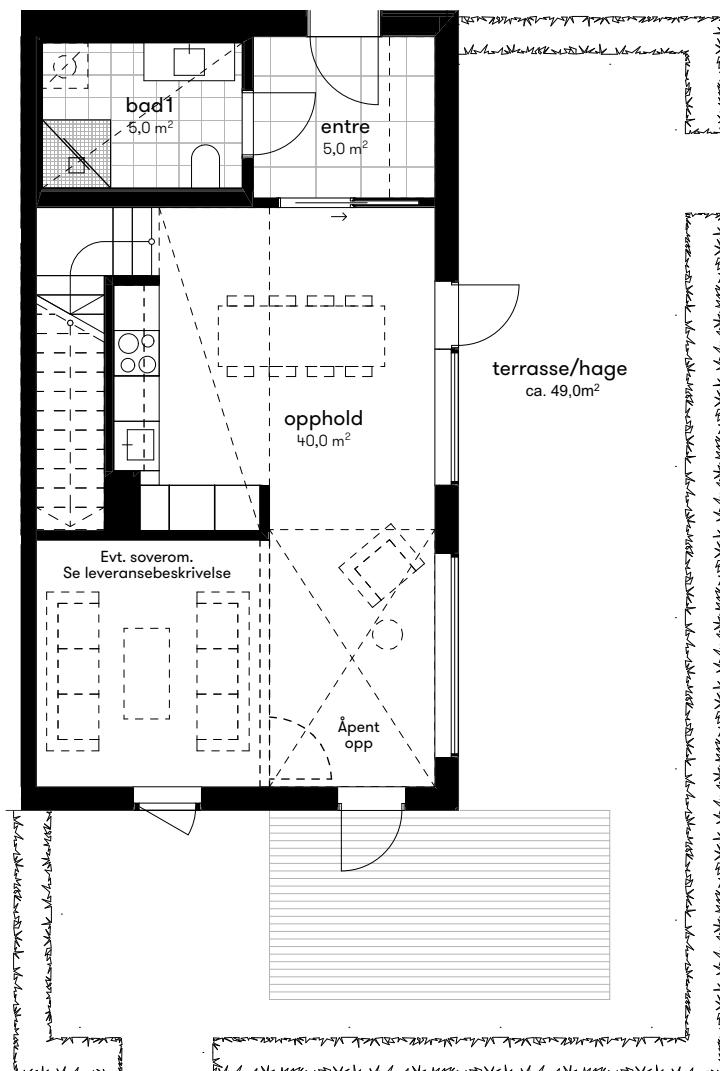 bad1
5,0 m²
entre
5,0 m²
terrasse/hage
ca. 49,0m²
opphold
40,0 m²
Evt. soverom.
Se leveransebeskrivelse
Åpent
opp